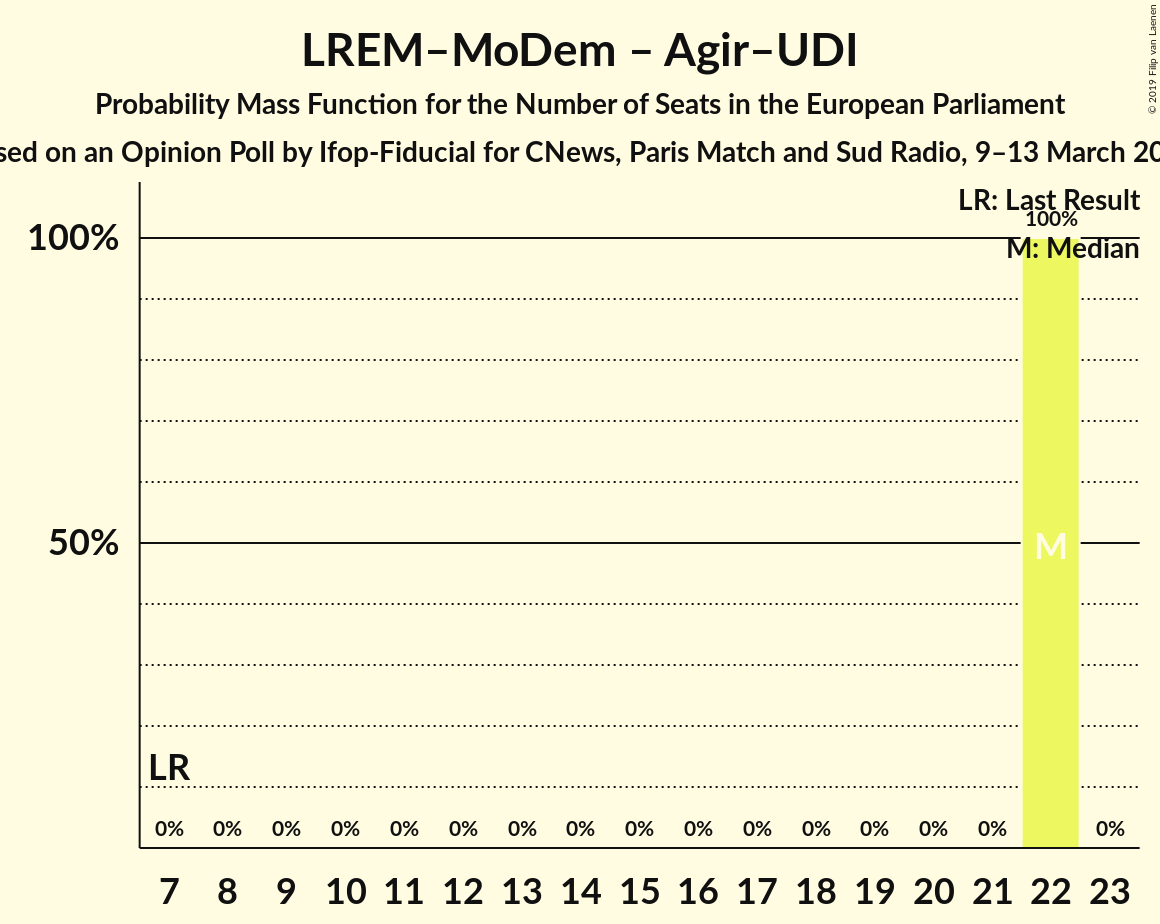 LREM–MoDem – Agir–UDI
Probability Mass Function for the Number of Seats in the European Parliament
on an Opinion Poll by Ifop-Fiducial for CNews, Paris Match and Sud Radio, 9–13 March
© 2019 Filip van Laenen
LR: Last Result
100%
M: Median
100%
50%
M
LR
0% 0% 0% 0% 0% 0% 0% 0% 0% 0% 0% 0% 0% 0% 0% 0%
7 8 9 10 11 12 13 14 15 16 17 18 19 20 21 22 23